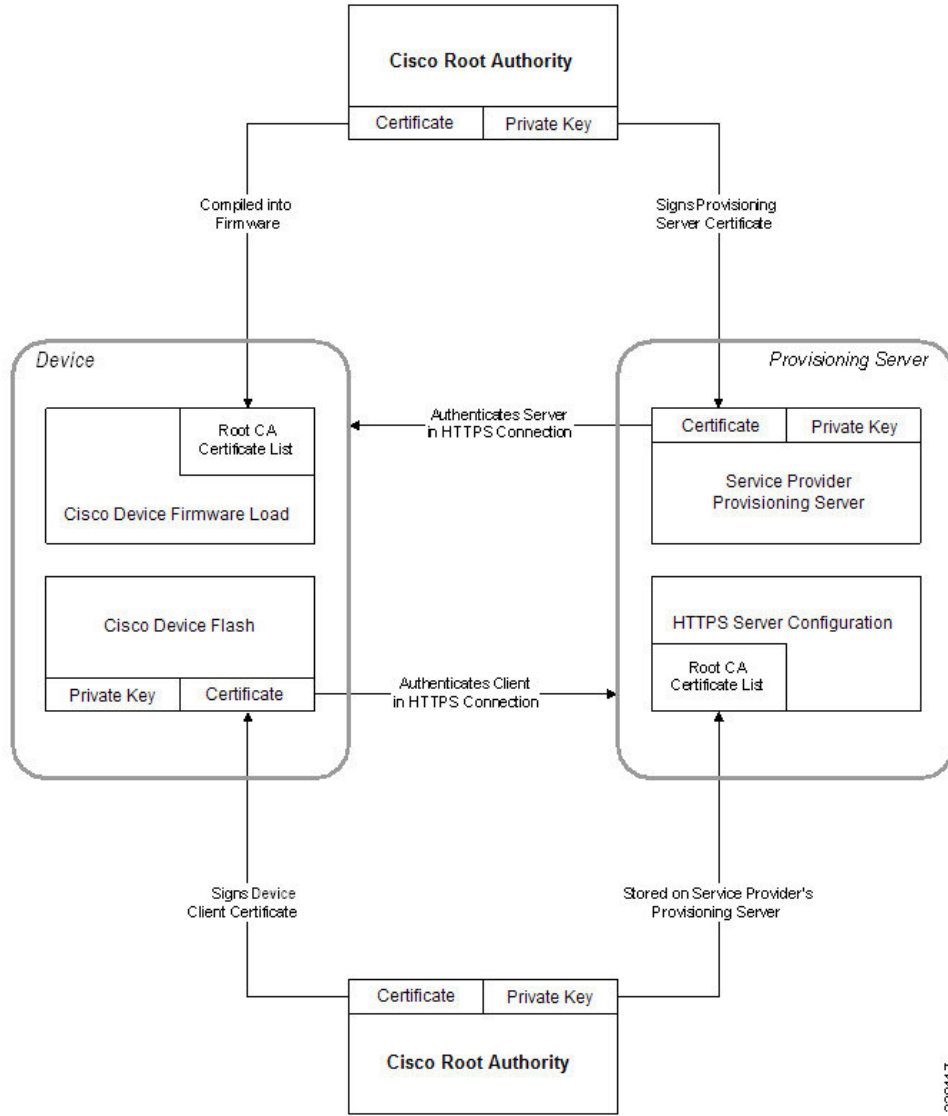 Cisco Root Authority
Certificate
Private Key
Compiled into
Firmware
Signs Provisioning
Server Certificate
Device
Provisioning Server
Root CA
Certificate List
Cisco Device Firmware Load
Authenticates Server
in HTTPS Connection
Certificate
Private Key
Service Provider
Provisioning Server
Cisco Device Flash
Private Key
Certificate
Authenticates Client
in HTTPS Connection
HTTPS Server Configuration
Root CA
Certificate List
Signs Device
Client Certificate
Stored on Service Provider's
Provisioning Server
Certificate
Private Key
Cisco Root Authority